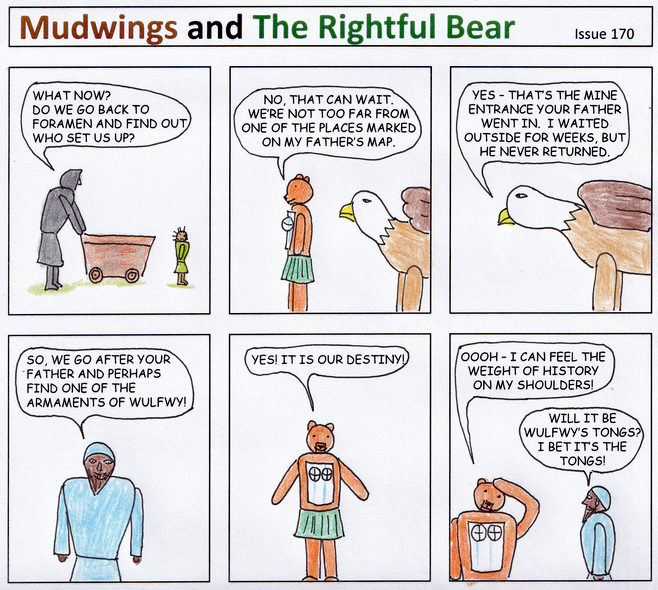 Mudwings and The Rightful Bear
Issue 170
WHAT NOW?
DO WE GO BACK TO
FORAMEN AND FIND OUT
WHO SET US UP?
NO, THAT CAN WAIT.
WE'RE NOT TOO FAR FROM
ONE OF THE PLACES MARKED
ON MY FATHER'S MAP.
YES - THAT'S THE MINE
ENTRANCE YOUR FATHER
WENT IN. I WAITED
OUTSIDE FOR WEEKS, BUT
HE NEVER RETURNED.
SO, WE GO AFTER YOUR
FATHER AND PERHAPS
FIND ONE OF THE
ARMAMENTS OF WULFWY!
YES! IT IS OUR DESTINY!
OOOH - I CAN FEEL THE
WEIGHT OF HISTORY
ON MY SHOULDERS!
WILL IT BE
WULFWY'S TONGS?
I BET IT'S THE
TONGS!